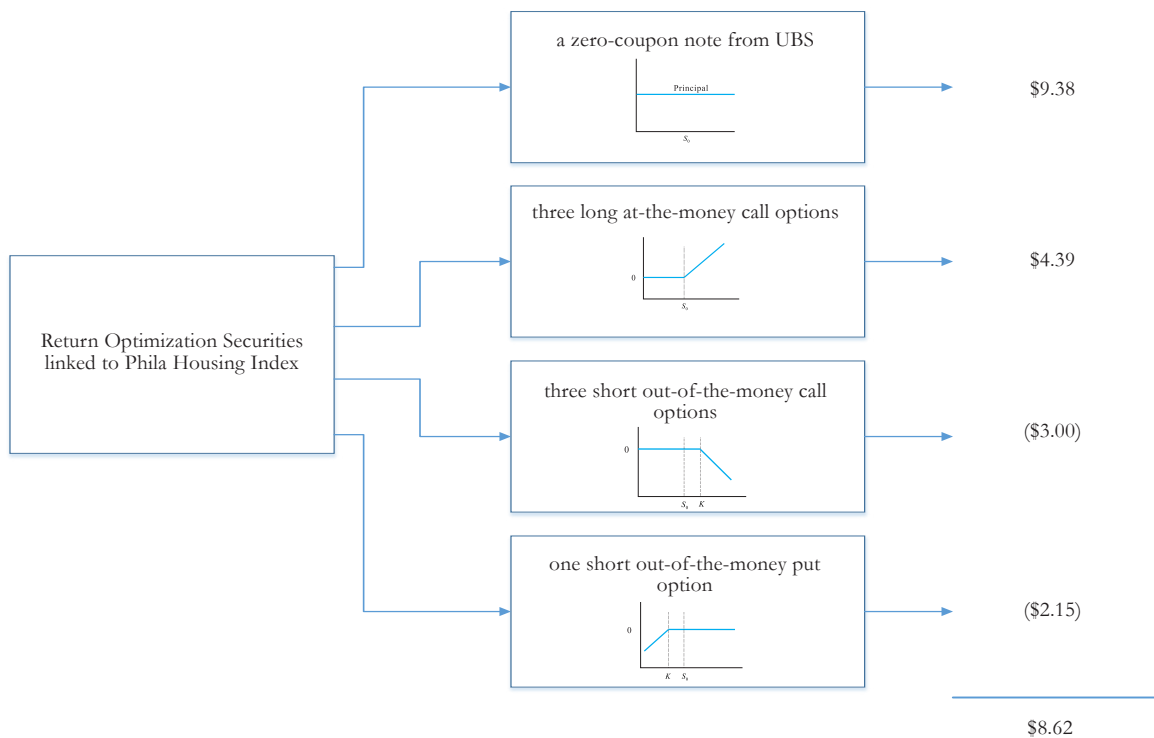 a zero-coupon note from UBS
Principal
S₀
$9.38
three long at-the-money call options
0
S₀
$4.39
Return Optimization Securities
linked to Phila Housing Index
three short out-of-the-money call
options
0
S₀ K
($3.00)
one short out-of-the-money put
option
0
K S₀
($2.15)
$8.62